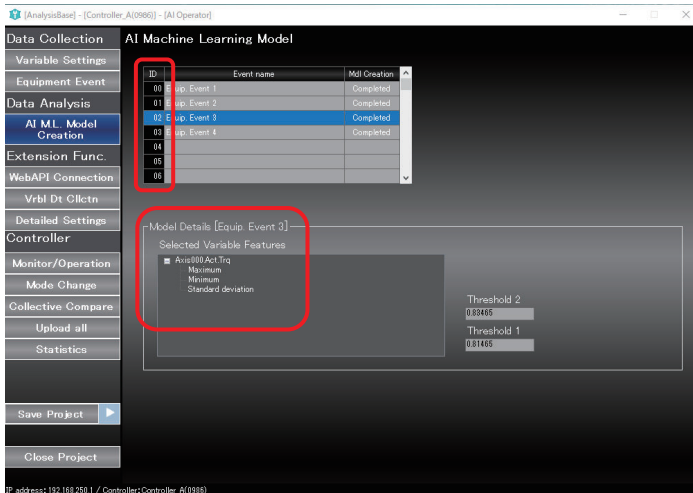 [AnalysisBase] - [Controller_A(0986)] - [AI Operator]
Data Collection
Variable Settings
Equipment Event
Data Analysis
AI M.L. Model
Creation
Extension Func.
WebAPI Connection
Vrbl Dt Cllctn
Detailed Settings
Controller
Monitor/Operation
Mode Change
Collective Compare
Upload all
Statistics
Save Project
Close Project
AI Machine Learning Model
ID Event name Mdl Creation
00 Equip. Event 1 Completed
01 Equip. Event 2 Completed
02 Equip. Event 3 Completed
03 Equip. Event 4 Completed
04
05
06
Model Details [Equip. Event 3]
Selected Variable Features
Axis000.Act.Trq
Maximum
Minimum
Standard deviation
Threshold 2
0.83465
Threshold 1
0.81465
IP address: 192.168.250.1 / Controller:Controller_A(0986)